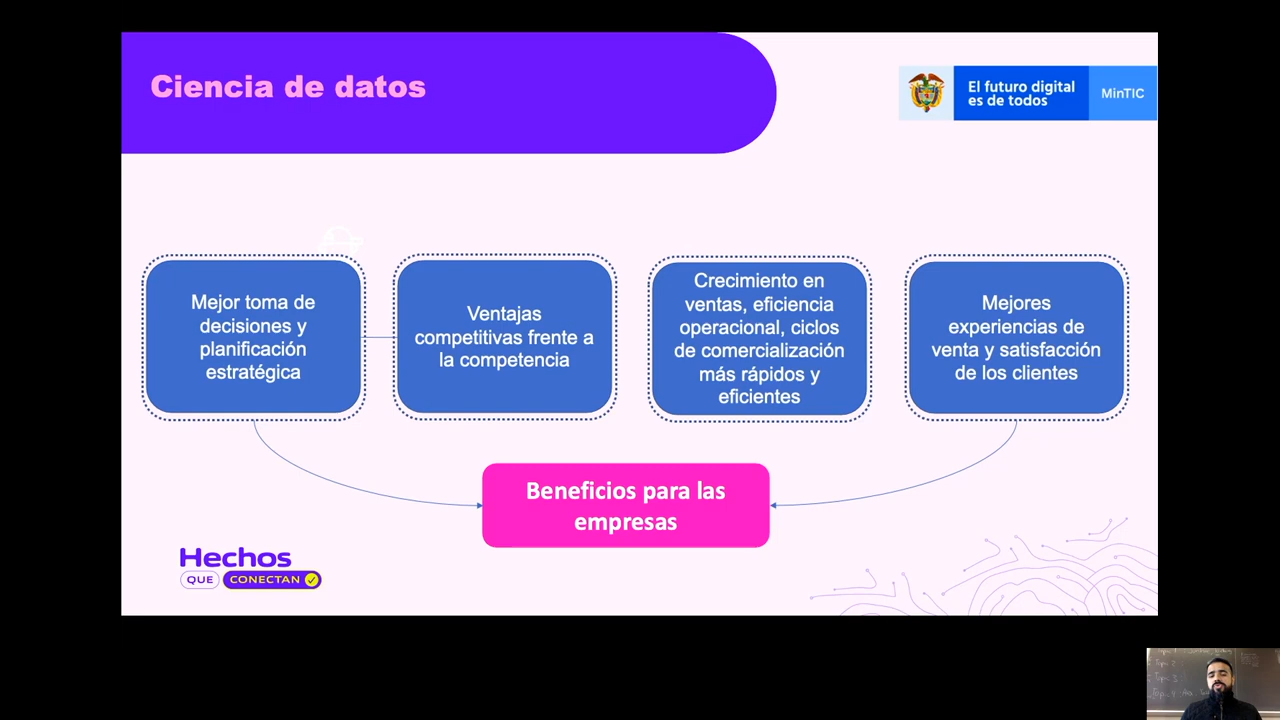 Ciencia de datos
El futuro digital
es de todos
MinTIC
Mejor toma de
decisiones y
planificación
estratégica
Ventajas
competitivas frente a
la competencia
Crecimiento en
ventas, eficiencia
operacional, ciclos
de comercialización
más rápidos y
eficientes
Mejores
experiencias de
venta y satisfacción
de los clientes
Beneficios para las
empresas
Hechos
QUE CONECTAN